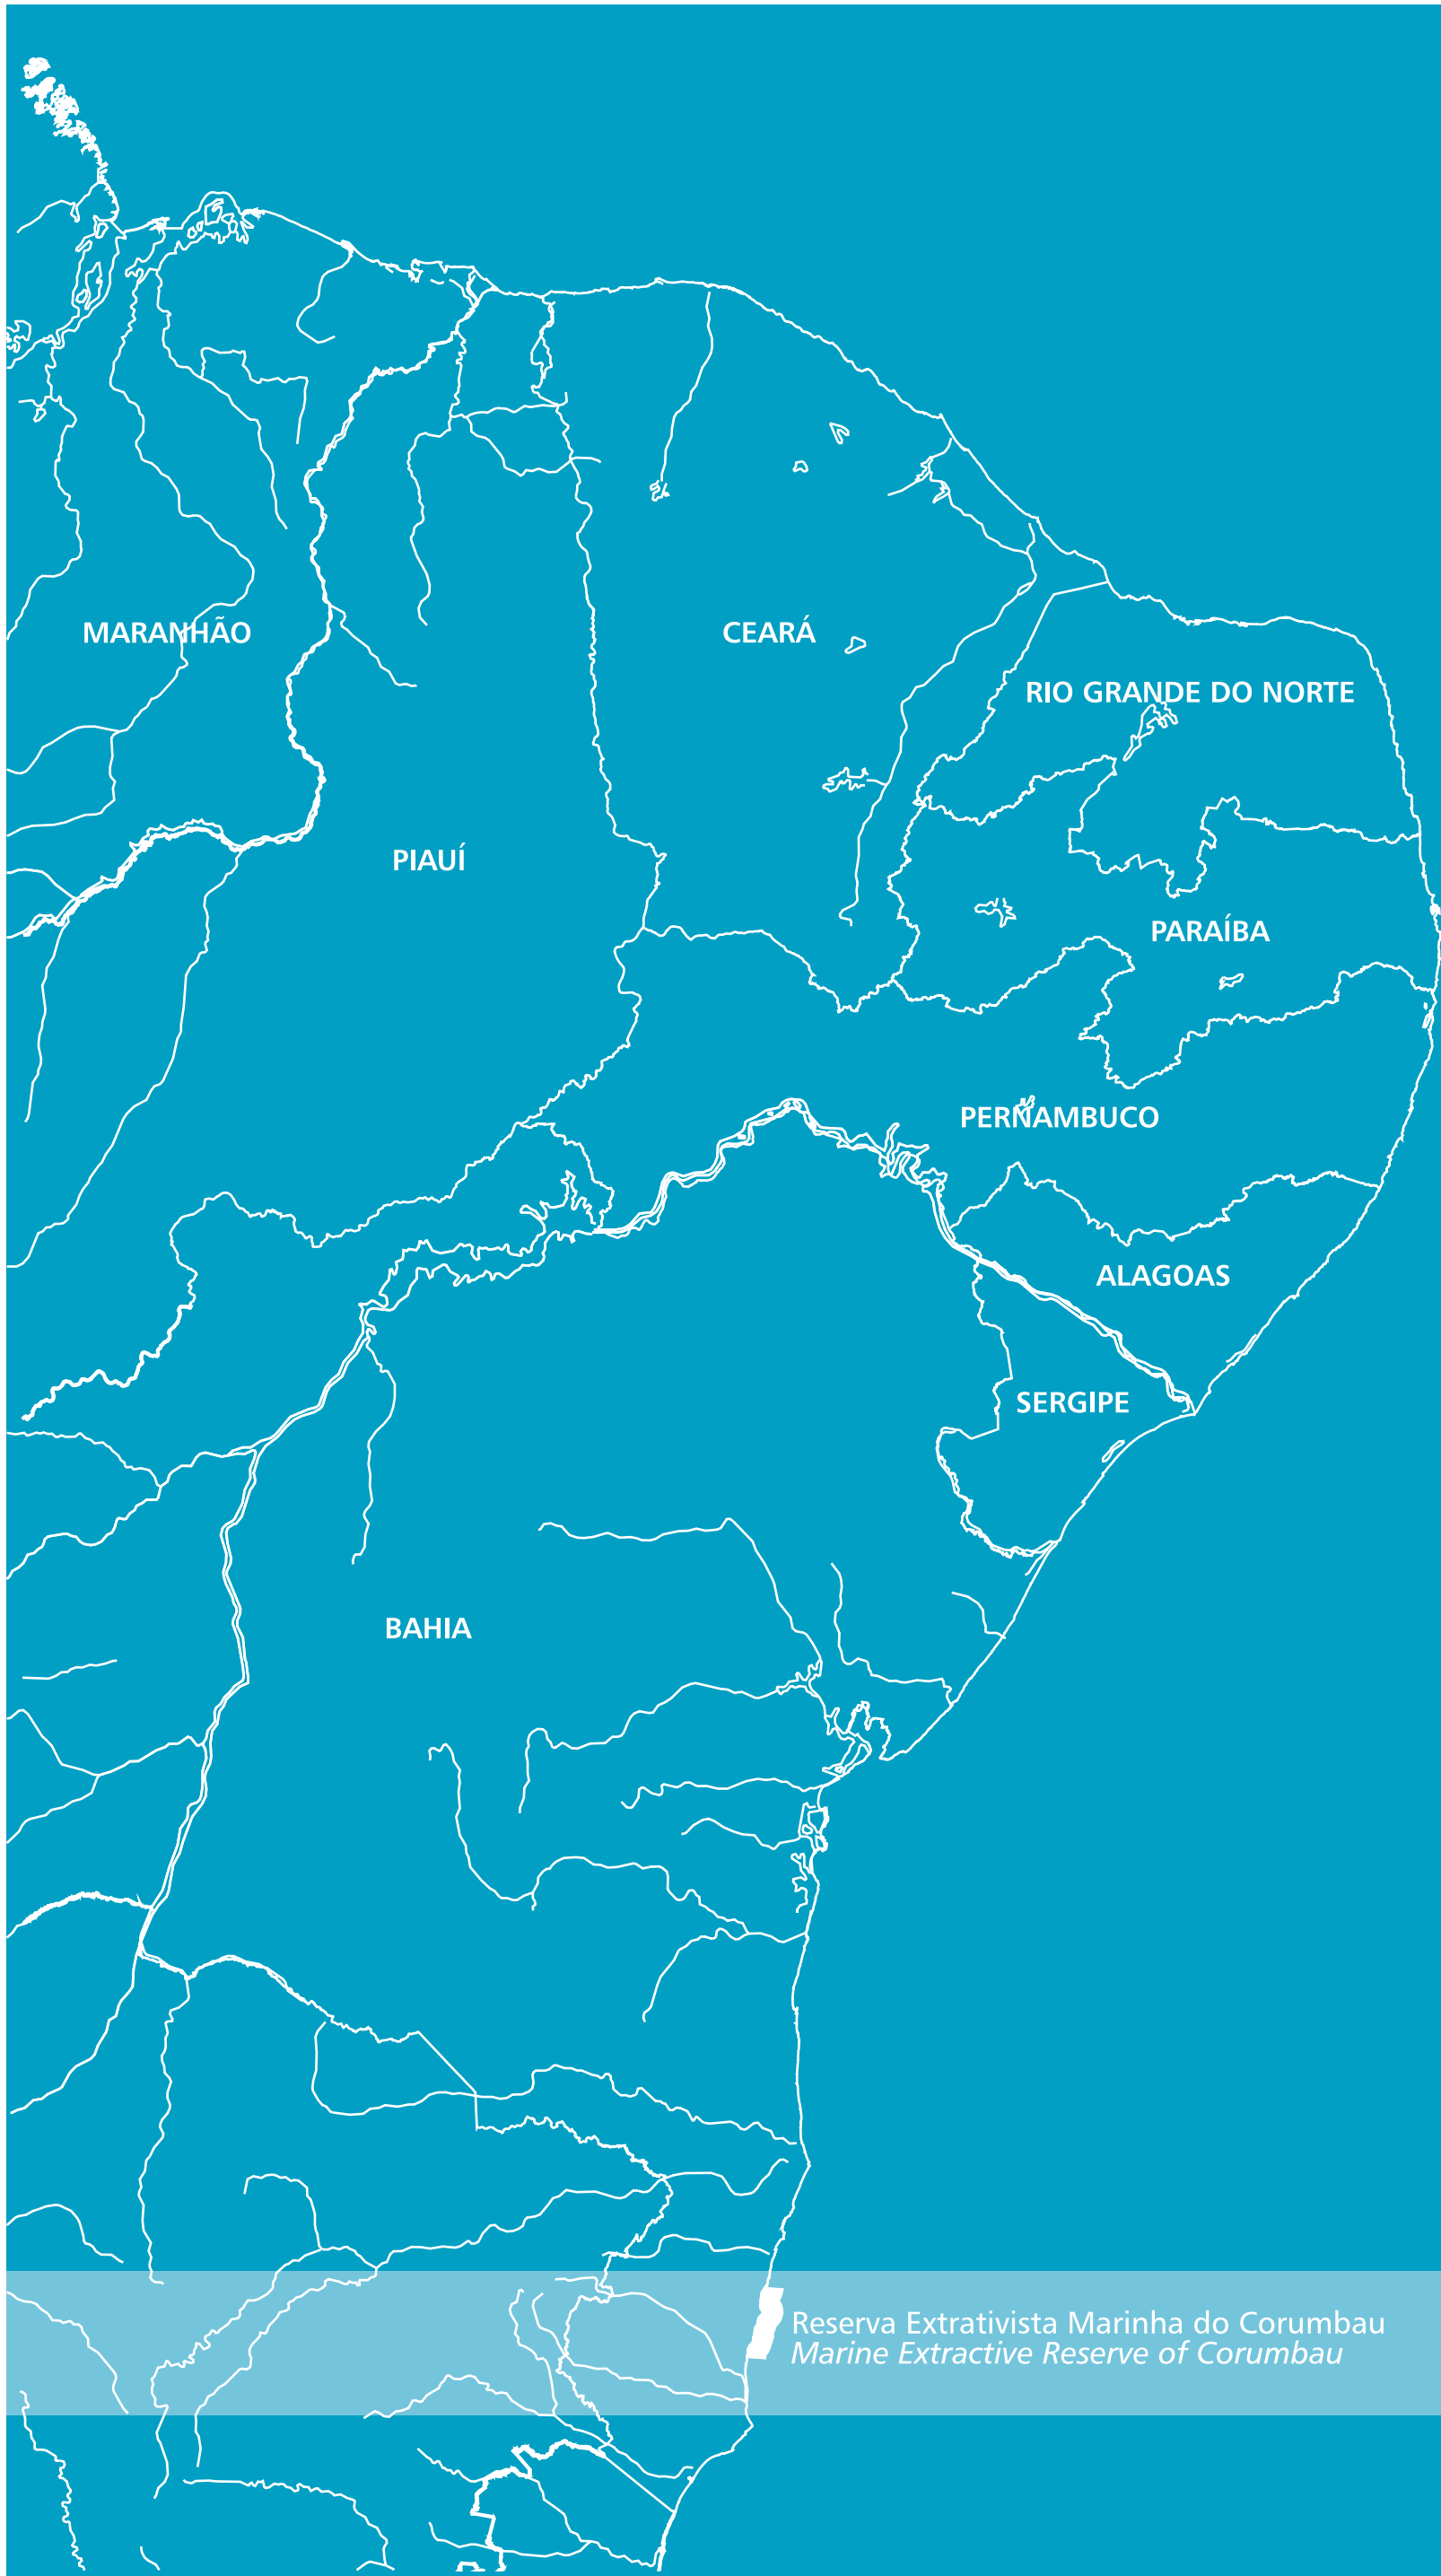 MARANHÃO
CEARÁ
RIO GRANDE DO NORTE
PIAUÍ
PARAÍBA
PERNAMBUCO
ALAGOAS
SERGIPE
BAHIA
Reserva Extrativista Marinha do Corumbau
Marine Extractive Reserve of Corumbau